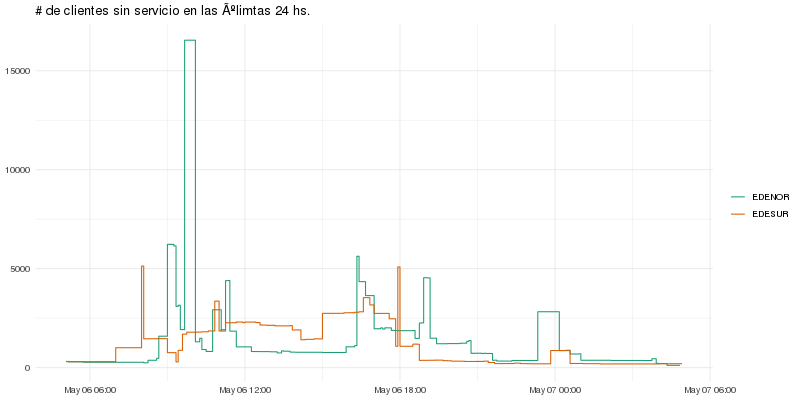 # de clientes sin servicio en las Ãºlimtas 24 hs.
15000
10000
5000
0
May 06 06:00
May 06 12:00
May 06 18:00
May 07 00:00
May 07 06:00
EDENOR
EDESUR